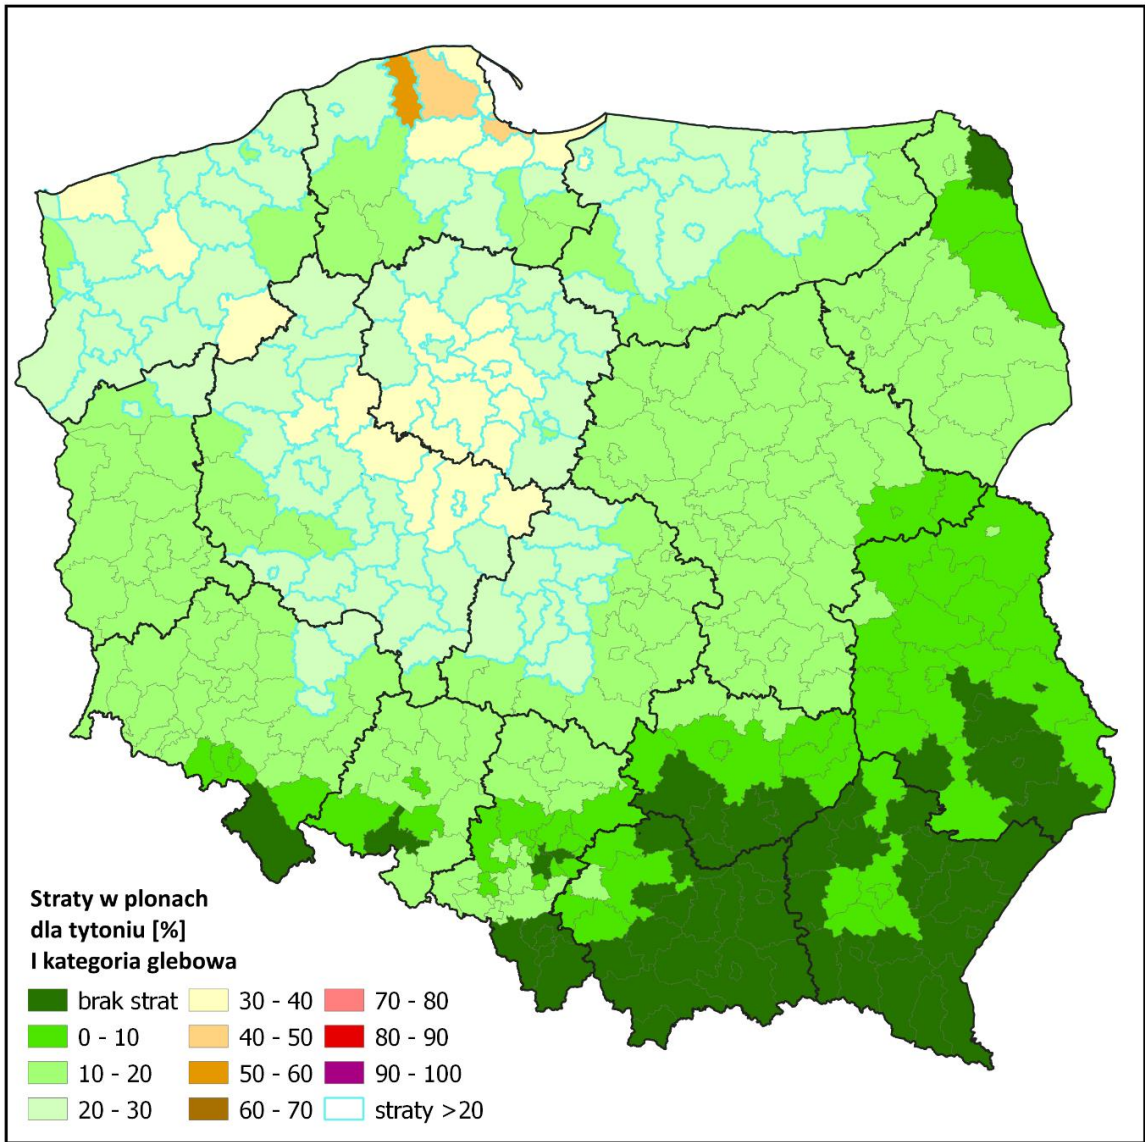 Straty w plonach
dla tytoniu [%]
I kategoria glebowa
brak strat
0 - 10
10 - 20
20 - 30
30 - 40
40 - 50
50 - 60
60 - 70
70 - 80
80 - 90
90 - 100
straty >20